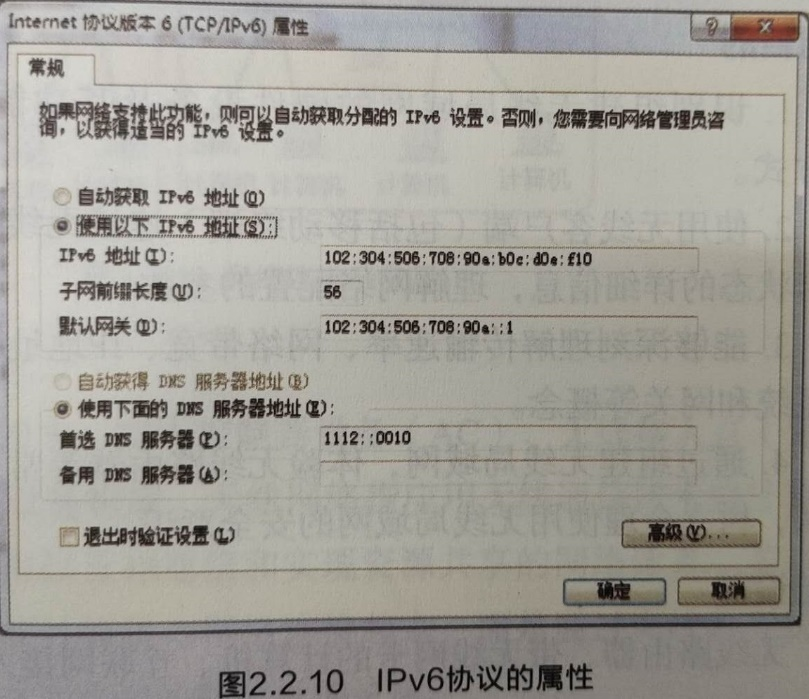 Internet 协议版本 6 (TCP/IPv6) 属性
常规
如果网络支持此功能，则可以自动获取分配的 IPv6 设置。否则，您需要向网络管理员咨
询，以获得适当的 IPv6 设置。
自动获取 IPv6 地址(O)
使用以下 IPv6 地址(S):
IPv6 地址(I): 102:304:506:708:90a:b0c:d0e:f10
子网前缀长度(U): 56
默认网关(D): 102:304:506:708:90a::1
自动获得 DNS 服务器地址(B)
使用下面的 DNS 服务器地址(E):
首选 DNS 服务器(P): 1112::0010
备用 DNS 服务器(A):
退出时验证设置(L)
高级(V)...
确定 取消
图2.2.10 IPv6协议的属性